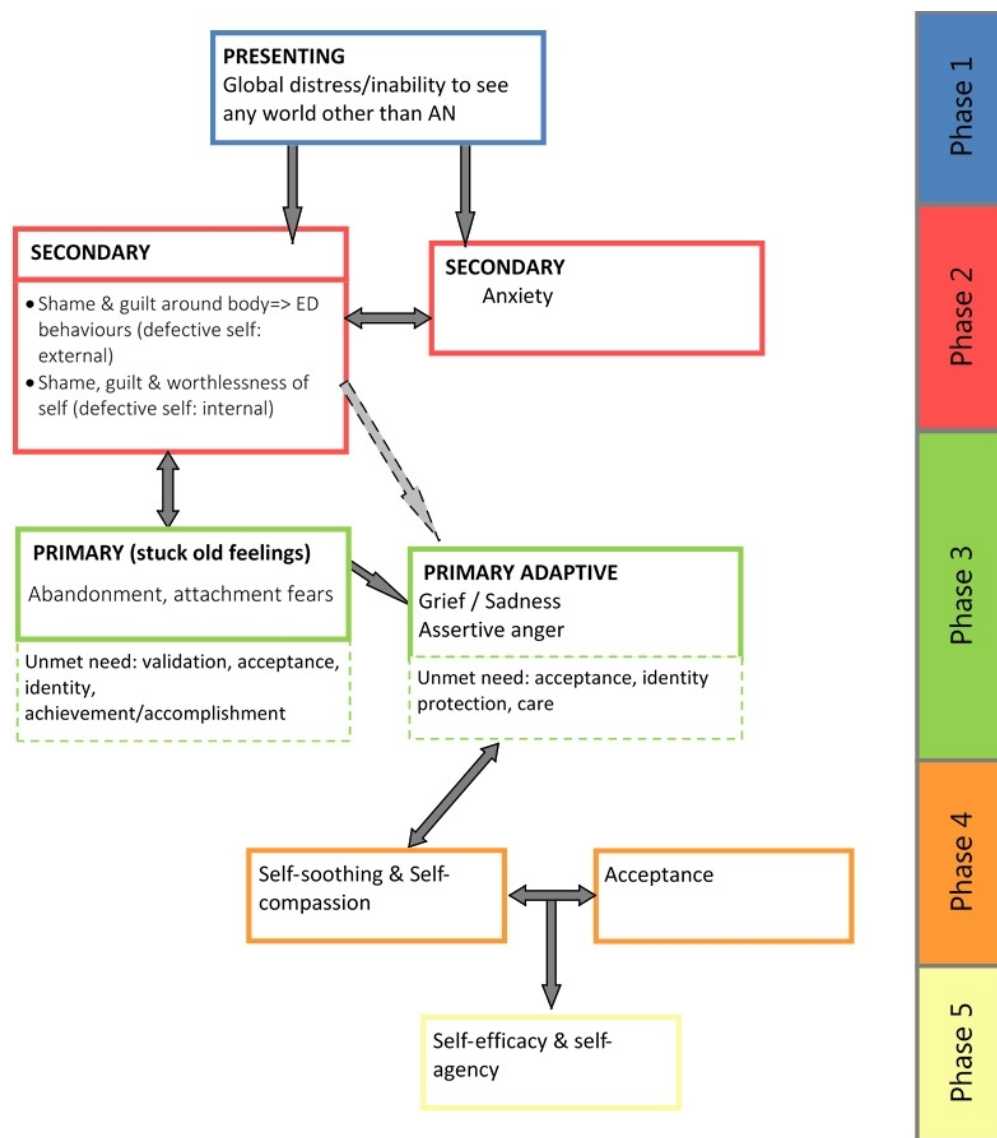 PRESENTING
Global distress/inability to see
any world other than AN
Phase 1
SECONDARY
• Shame & guilt around body=> ED
behaviours (defective self:
external)
• Shame, guilt & worthlessness of
self (defective self: internal)
SECONDARY
Anxiety
Phase 2
PRIMARY (stuck old feelings)
Abandonment, attachment fears
Unmet need: validation, acceptance,
identity,
achievement/accomplishment
PRIMARY ADAPTIVE
Grief / Sadness
Assertive anger
Unmet need: acceptance, identity
protection, care
Phase 3
Self-soothing & Self-
compassion
Acceptance
Phase 4
Self-efficacy & self-
agency
Phase 5